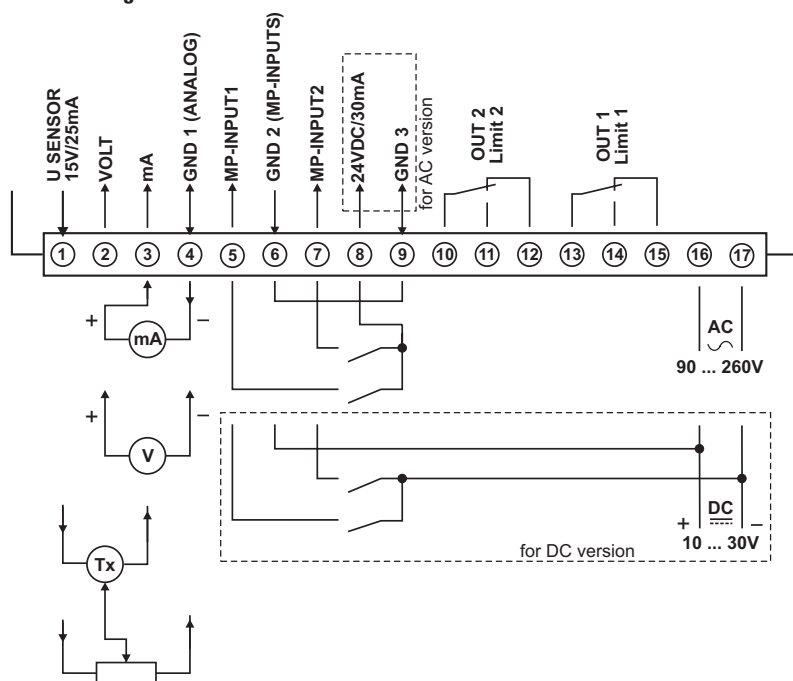 U SENSOR
15V/25mA
VOLT
mA
GND 1 (ANALOG)
MP-INPUT1
GND 2 (MP-INPUTS)
MP-INPUT2
24VDC/30mA
GND 3
for AC version
OUT 2
Limit 2
OUT 1
Limit 1
1 2 3 4 5 6 7 8 9 10 11 12 13 14 15 16 17
+ mA −
AC
90 ... 260V
+ V −
Tx
+ DC −
10 ... 30V
for DC version